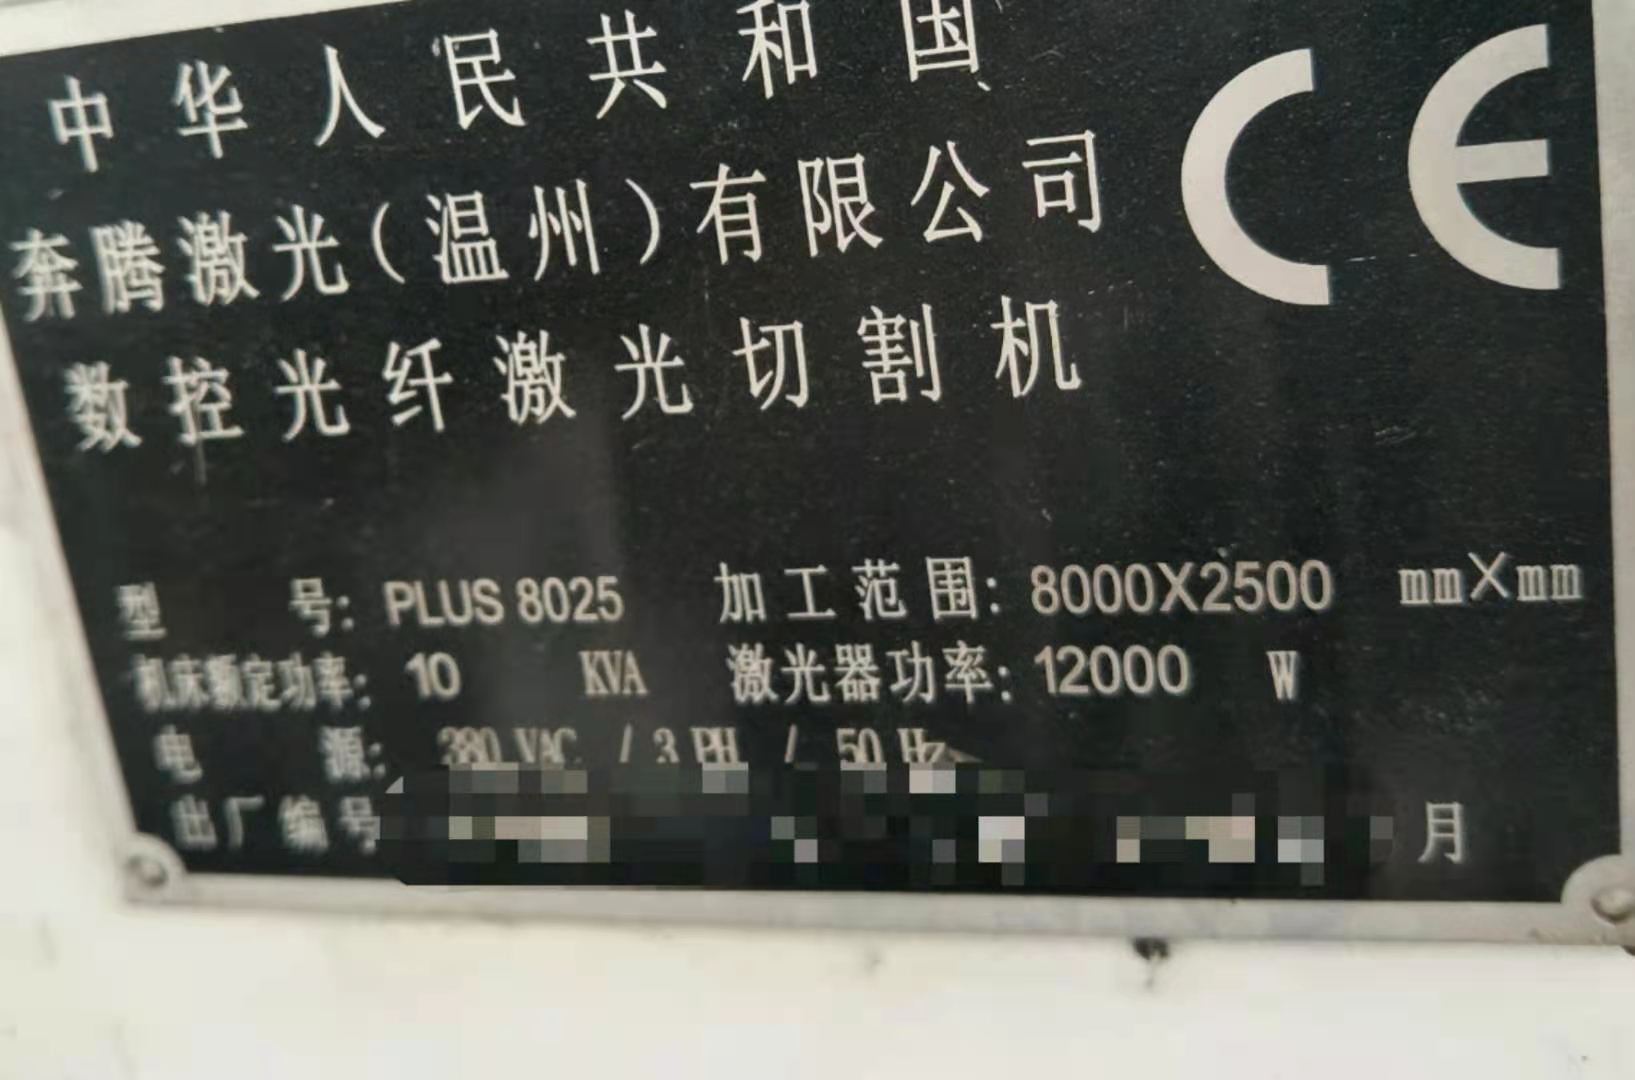 中华人民共和国
CE
奔腾激光(温州)有限公司
数控光纤激光切割机
型 号: PLUS 8025 加工范围: 8000X2500 mm×mm
机床额定功率: 10 KVA 激光器功率: 12000 W
电 源: 380 VAC / 3 PH / 50 Hz
出厂编号 月